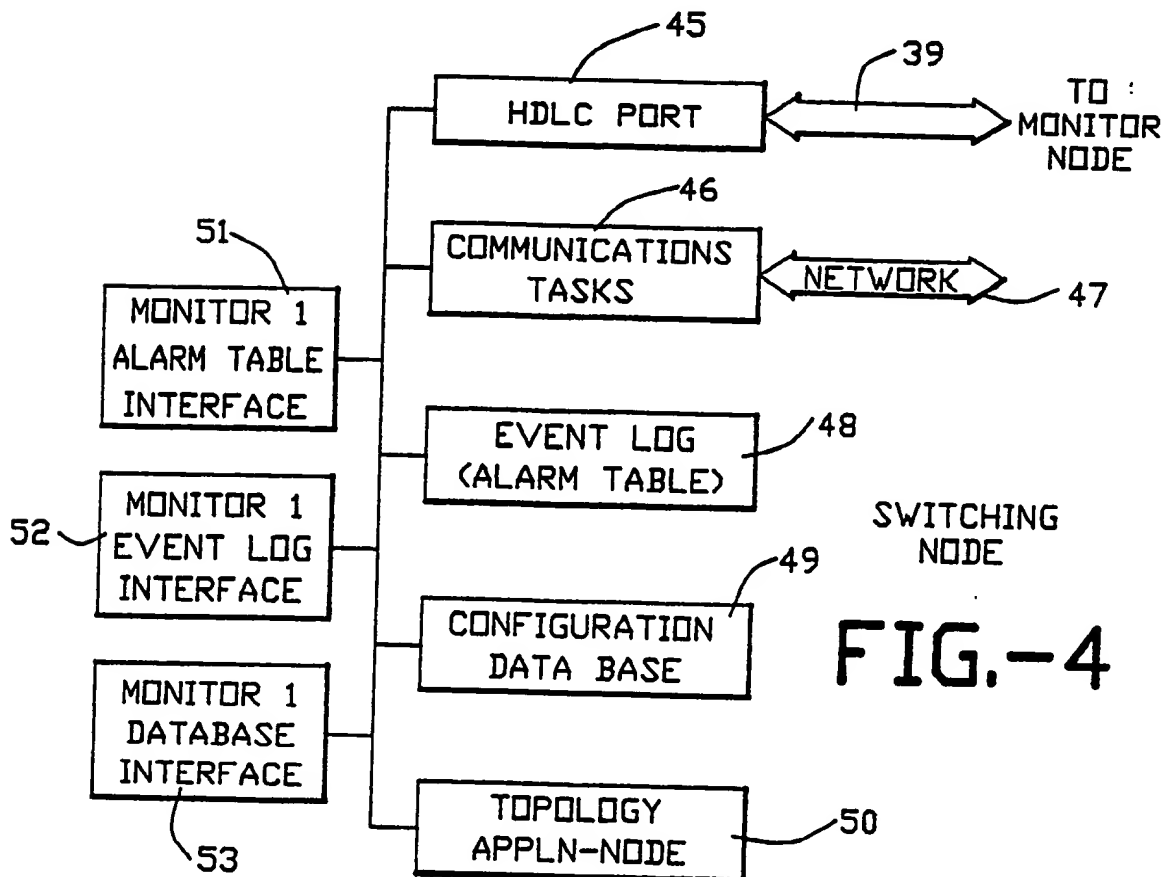 45
39
HDLC PORT
TO
MONITOR
NODE
46
COMMUNICATIONS
TASKS
NETWORK
47
51
MONITOR 1
ALARM TABLE
INTERFACE
EVENT LOG
(ALARM TABLE)
48
52
MONITOR 1
EVENT LOG
INTERFACE
SWITCHING
NODE
49
CONFIGURATION
DATA BASE
FIG.-4
MONITOR 1
DATABASE
INTERFACE
53
TOPOLOGY
APPLN-NODE
50